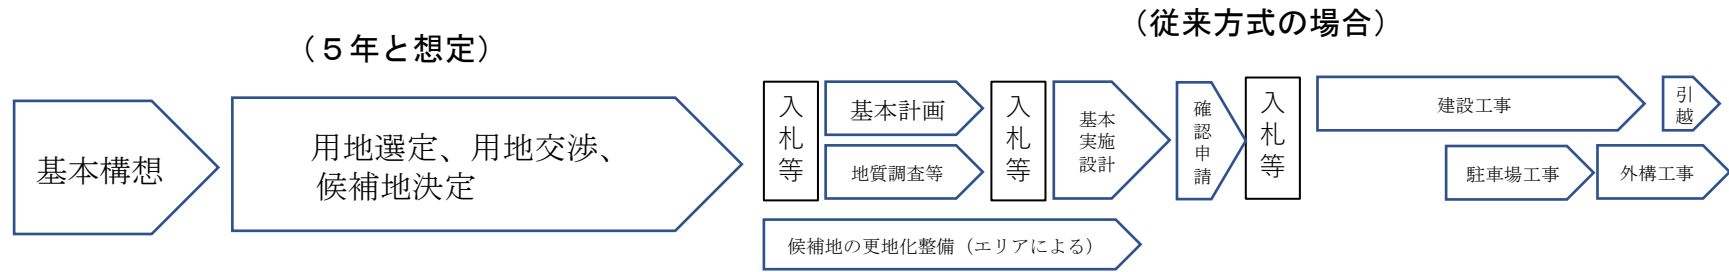 （５年と想定）
（従来方式の場合）
基本構想
用地選定、用地交渉、
候補地決定
入札等
基本計画
地質調査等
入札等
基本
実施
設計
確認申請
入札等
建設工事
引越
駐車場工事
外構工事
候補地の更地化整備（エリアによる）